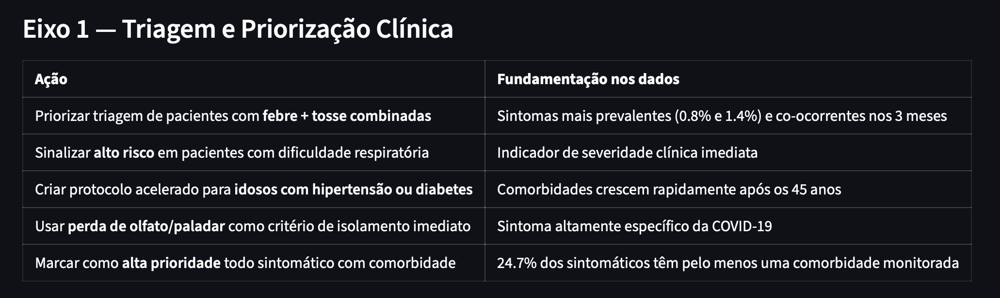 Eixo 1 — Triagem e Priorização Clínica
Ação
Fundamentação nos dados
Priorizar triagem de pacientes com febre + tosse combinadas
Sintomas mais prevalentes (0.8% e 1.4%) e co-ocorrentes nos 3 meses
Sinalizar alto risco em pacientes com dificuldade respiratória
Indicador de severidade clínica imediata
Criar protocolo acelerado para idosos com hipertensão ou diabetes
Comorbidades crescem rapidamente após os 45 anos
Usar perda de olfato/paladar como critério de isolamento imediato
Sintoma altamente específico da COVID-19
Marcar como alta prioridade todo sintomático com comorbidade
24.7% dos sintomáticos têm pelo menos uma comorbidade monitorada